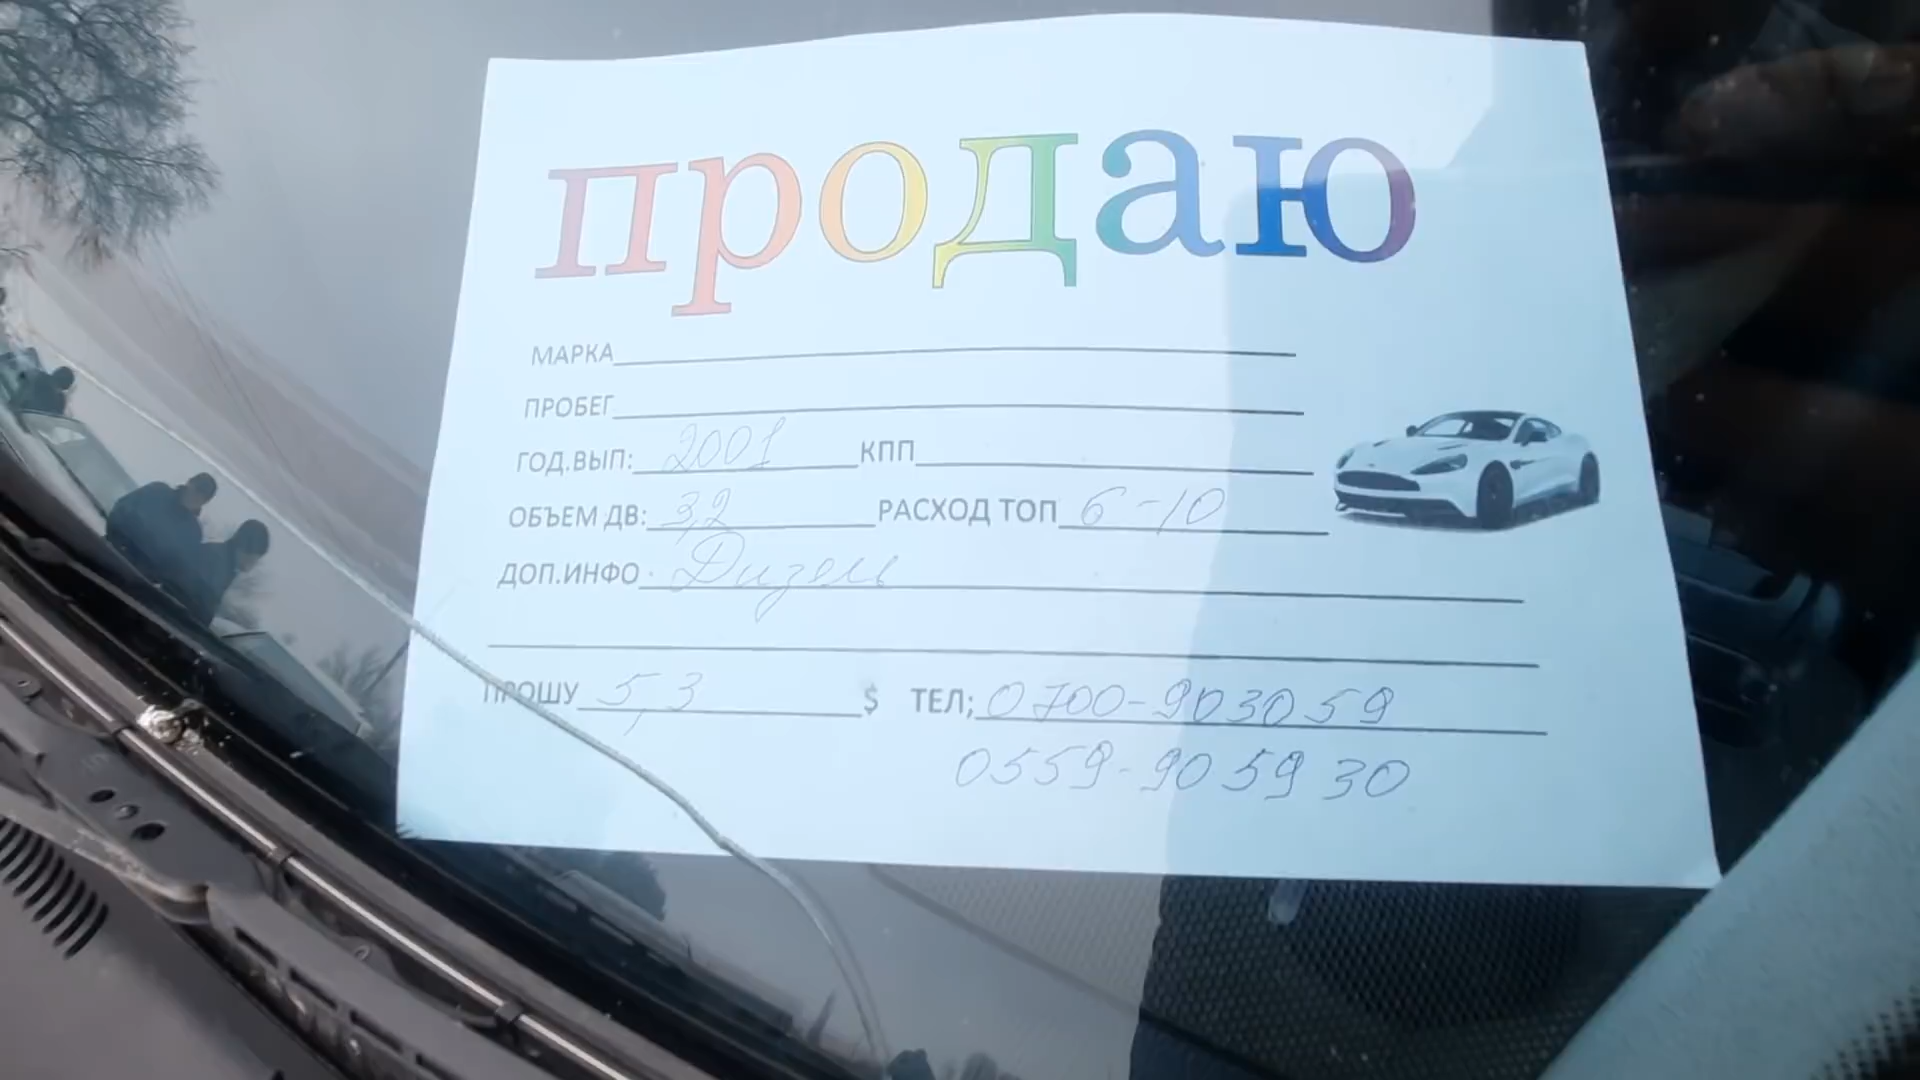 продаю
МАРКА
ПРОБЕГ
ГОД.ВЫП: 2001 КПП
ОБЪЕМ ДВ: 3,2 РАСХОД ТОП 6-10
ДОП.ИНФО Дизель
ПРОШУ 5,3 $ ТЕЛ; 0700-903059
0559-905930